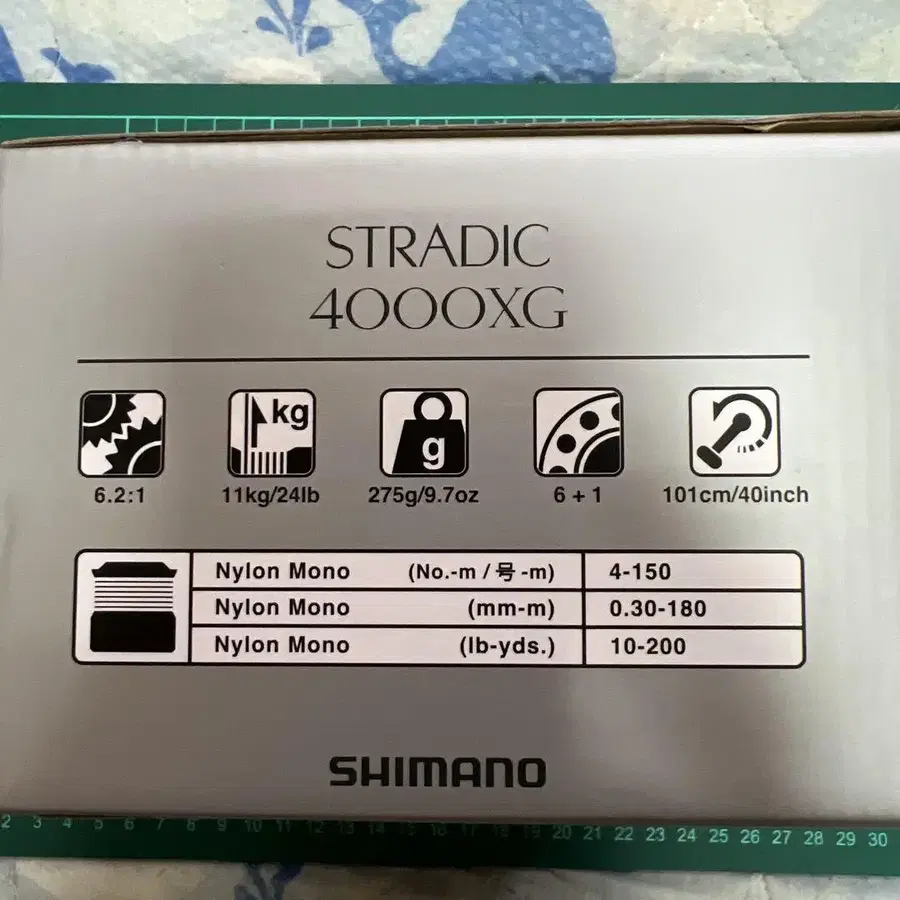 STRADIC
4000XG
kg
g
6.2:1 11kg/24lb 275g/9.7oz 6 + 1 101cm/40inch
Nylon Mono (No.-m / 号 -m) 4-150
Nylon Mono (mm-m) 0.30-180
Nylon Mono (lb-yds.) 10-200
SHIMANO
2 3 4 5 6 7 8 9 10 11 12 13 14 15 16 17 18 19 20 21 22 23 24 25 26 27 28 29 30